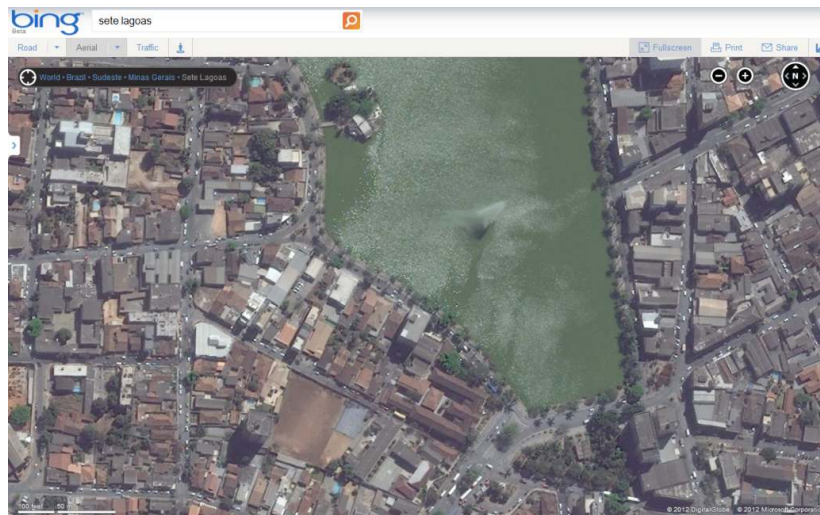 bing
Beta
sete lagoas
Road Aerial Traffic Fullscreen Print Share
World • Brazil • Sudeste • Minas Gerais • Sete Lagoas
N
100 feet 50 m
© 2012 DigitalGlobe © 2012 Microsoft Corporation